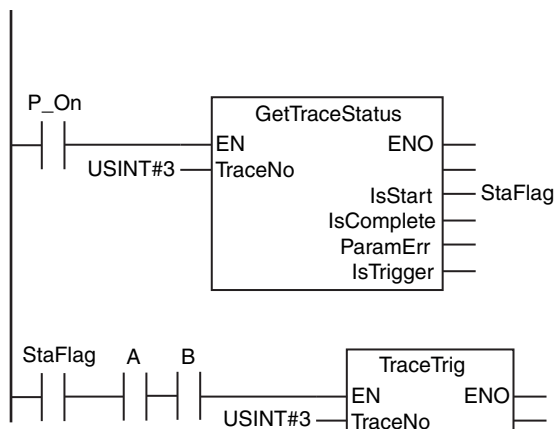 P_On
GetTraceStatus
EN ENO
USINT#3 TraceNo
IsStart StaFlag
IsComplete
ParamErr
IsTrigger
StaFlag A B
TraceTrig
EN ENO
USINT#3 TraceNo